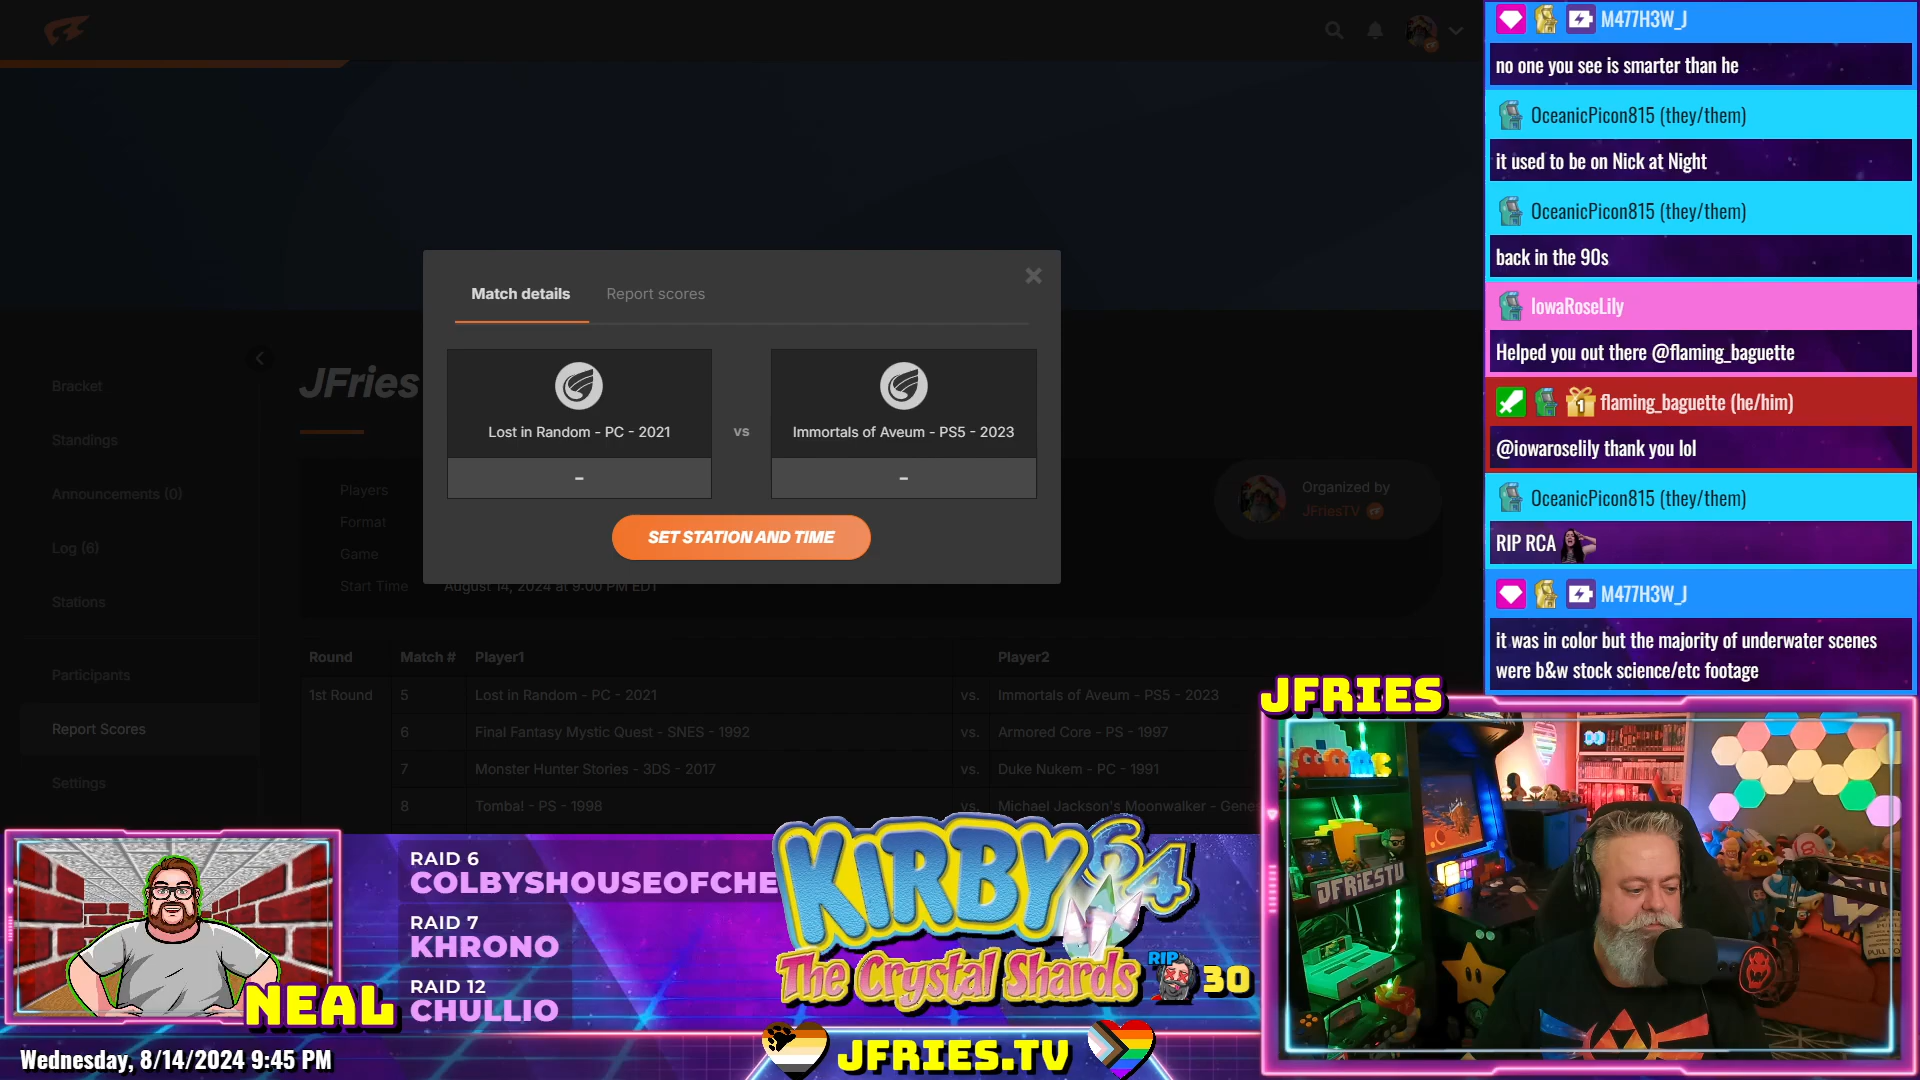 Match details
Report scores
Lost in Random - PC - 2021
vs
Immortals of Aveum - PS5 - 2023
-
-
SET STATION AND TIME
Bracket
Standings
Announcements (0)
Log (6)
Stations
Participants
Report Scores
Settings
JFries
Players
Format
Game
Start Time
August 14, 2024 at 9:00 PM EDT
Organized by
JFriesTV
Round Match # Player1 Player2
1st Round 5 Lost in Random - PC - 2021 vs. Immortals of Aveum - PS5 - 2023
6 Final Fantasy Mystic Quest - SNES - 1992 vs. Armored Core - PS - 1997
7 Monster Hunter Stories - 3DS - 2017 vs. Duke Nukem - PC - 1991
8 Tomba! - PS - 1998 vs. Michael Jackson's Moonwalker - Gene
M477H3W_J
no one you see is smarter than he
OceanicPicon815 (they/them)
it used to be on Nick at Night
OceanicPicon815 (they/them)
back in the 90s
IowaRoseLily
Helped you out there @flaming_baguette
1 flaming_baguette (he/him)
@iowaroselily thank you lol
OceanicPicon815 (they/them)
RIP RCA
M477H3W_J
it was in color but the majority of underwater scenes
were b&w stock science/etc footage
JFRIES
JFRIESTV
NEAL
RAID 6
COLBYSHOUSEOFCHE
RAID 7
KHRONO
RAID 12
CHULLIO
KIRBY 64
The Crystal Shards
RIP
30
JFRIES.TV
Wednesday, 8/14/2024 9:45 PM